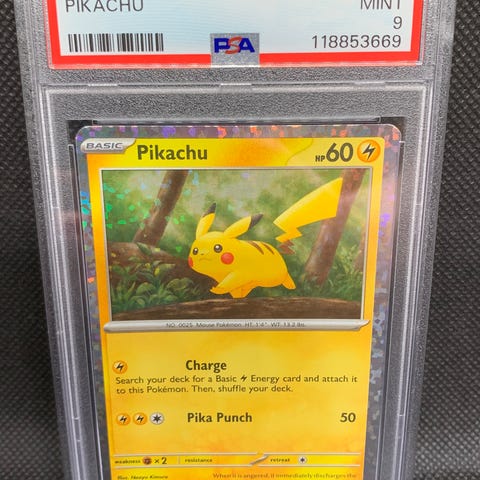 PIKACHU
MINT
9
PSA
118853669
BASIC
Pikachu
HP60
NO. 0025 Mouse Pokémon HT: 1'4" WT: 13.2 lbs.
Charge
Search your deck for a Basic Energy card and attach it
to this Pokémon. Then, shuffle your deck.
Pika Punch 50
weakness ×2 resistance retreat
Illus. Naoyo Kimura
When it is angered, it immediately discharges the